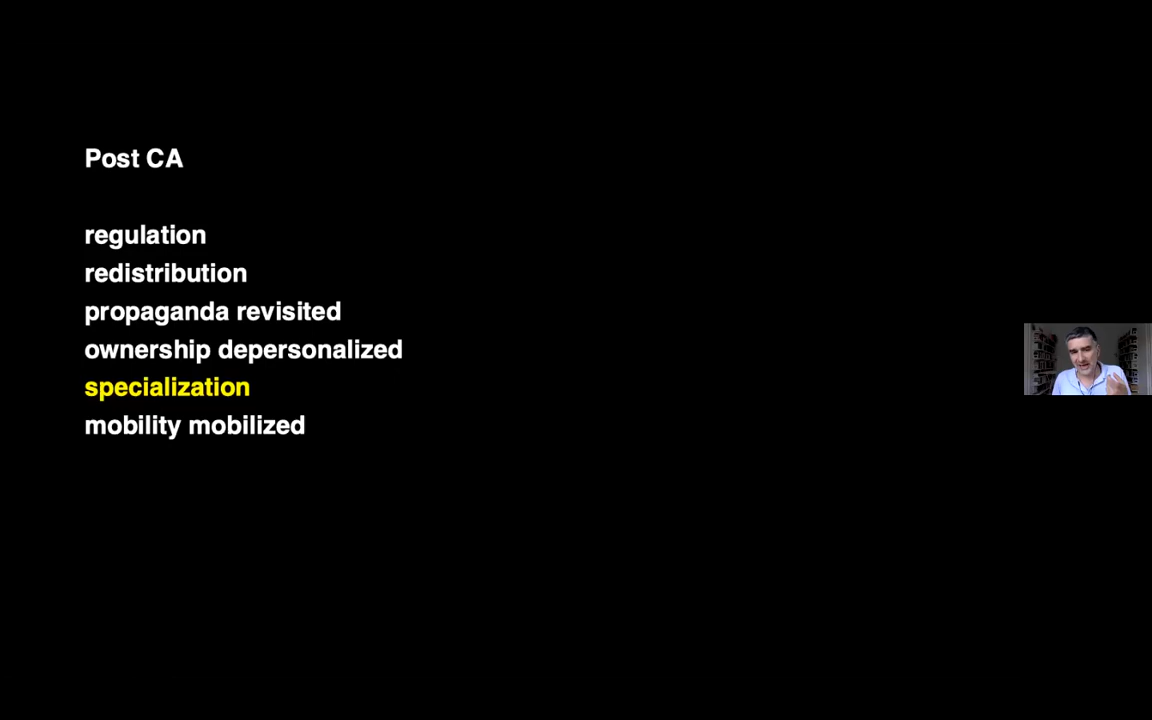 Post CA
regulation
redistribution
propaganda revisited
ownership depersonalized
specialization
mobility mobilized